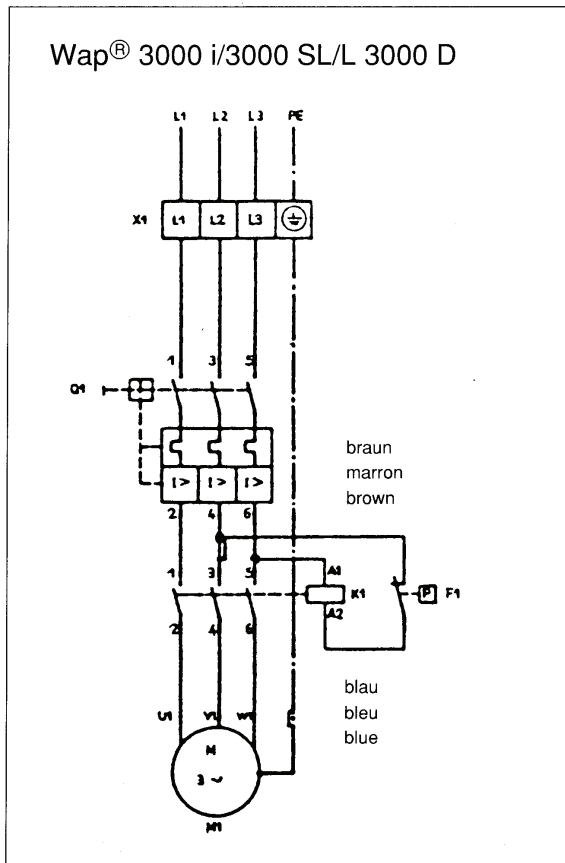 Wap® 3000 i/3000 SL/L 3000 D
L1 L2 L3 PE
X1 L1 L2 L3
1 3 5
Q1
braun
marron
brown
I> I> I>
2 4 6
A1
1 3 5
K1 P F1
A2
2 4 6
blau
bleu
blue
U1 V1 W1
M
3 ~
M1